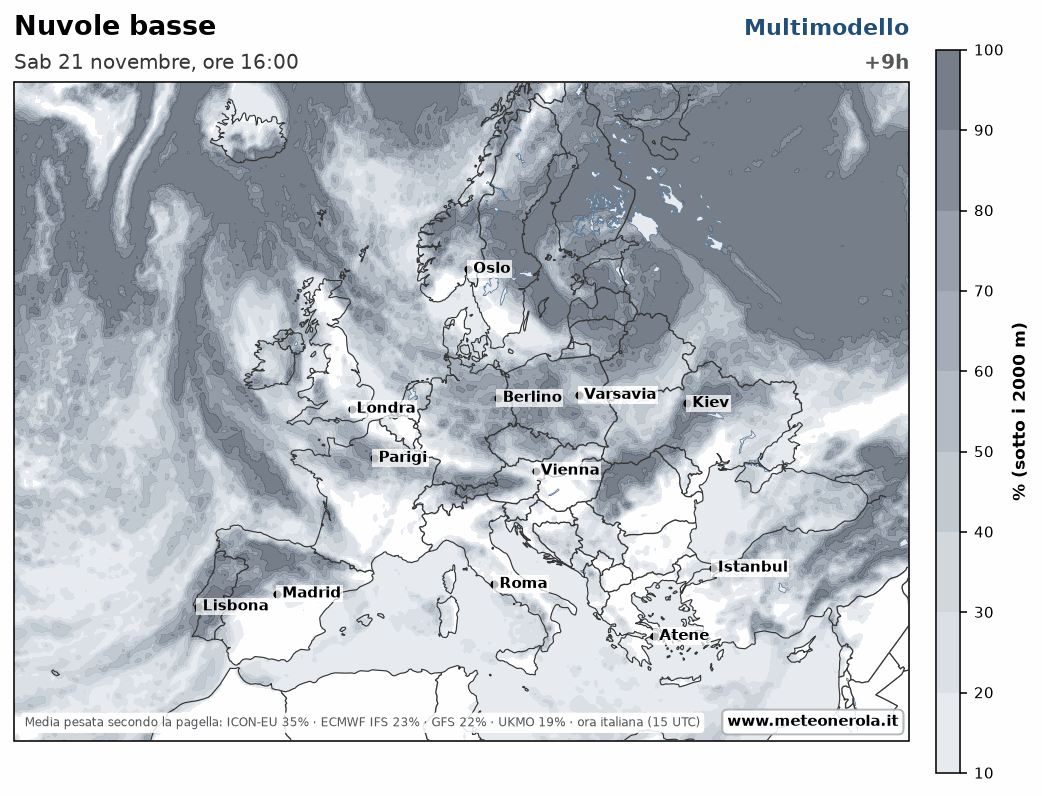 Nuvole basse
Multimodello
Sab 21 novembre, ore 16:00
+9h
100
90
80
70
60
50
40
30
20
10
% (sotto i 2000 m)
Oslo
Berlino
Varsavia
Kiev
Londra
Parigi
Vienna
Istanbul
Roma
Madrid
Lisbona
Atene
Media pesata secondo la pagella: ICON-EU 35% · ECMWF IFS 23% · GFS 22% · UKMO 19% · ora italiana (15 UTC)
www.meteonerola.it